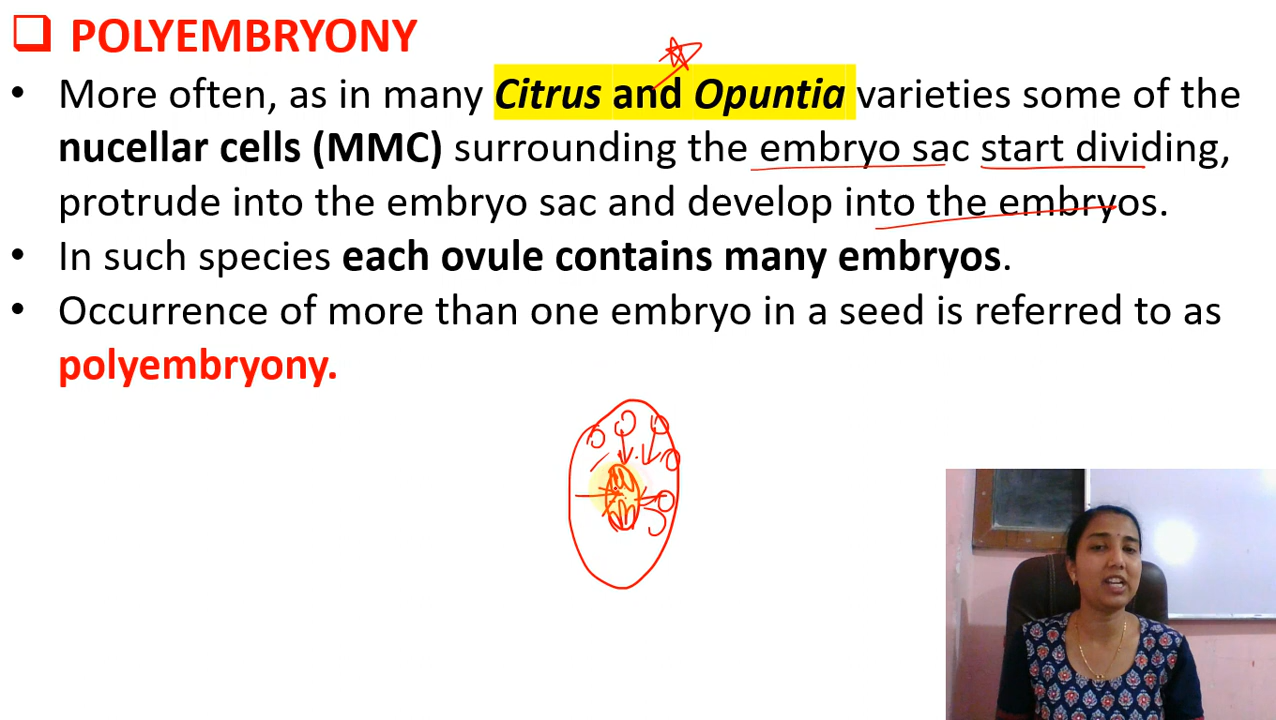 POLYEMBRYONY
• More often, as in many Citrus and Opuntia varieties some of the
nucellar cells (MMC) surrounding the embryo sac start dividing,
protrude into the embryo sac and develop into the embryos.
• In such species each ovule contains many embryos.
• Occurrence of more than one embryo in a seed is referred to as
polyembryony.